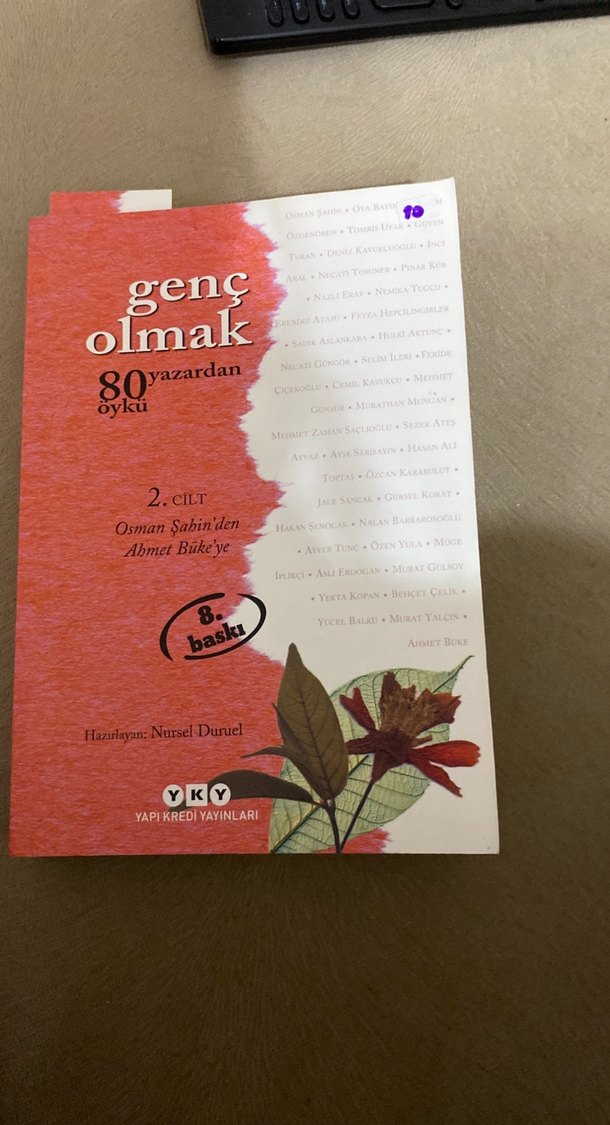 genç
olmak
80 yazardan
öykü
2. CİLT
Osman Şahin'den
Ahmet Büke'ye
8.
baskı
Hazırlayan: Nursel Duruel
YKY
YAPI KREDİ YAYINLARI
90
OSMAN ŞAHİN • OYA
ÖZDENÖREN • TOMRİS UYAR • GÜVEN
TURAN • DENİZ KAVUKÇUOĞLU • İNCİ
ARAL • NECATİ TOSUNER • PINAR KÜR
• NAZLI ERAY • NEMİKA TUĞCU •
ERENDİZ ATASÜ • FEYZA HEPÇİLİNGİRLER
• SADIK ASLANKARA • HULKİ AKTUNÇ •
NECATİ GÜNGÖR • SELİM İLERİ • FERİDE
ÇİÇEKOĞLU • CEMİL KAVUKÇU • MEHMET
GÜNSÜR • MURATHAN MUNGAN •
MEHMET ZAMAN SAÇLIOĞLU • SEZER ATEŞ
AYVAZ • AYŞE SARISAYIN • HASAN ALİ
TOPTAŞ • ÖZCAN KARABULUT •
JALE SANCAK • GÜRSEL KORAT •
HAKAN ŞENOCAK • NALAN BARBAROSOĞLU
• AYFER TUNÇ • ÖZEN YULA • MÜGE
İPLİKÇİ • ASLI ERDOĞAN • MURAT GÜLSOY
• YEKTA KOPAN • BEHÇET ÇELİK •
YÜCEL BALKU • MURAT YALÇIN •
AHMET BÜKE